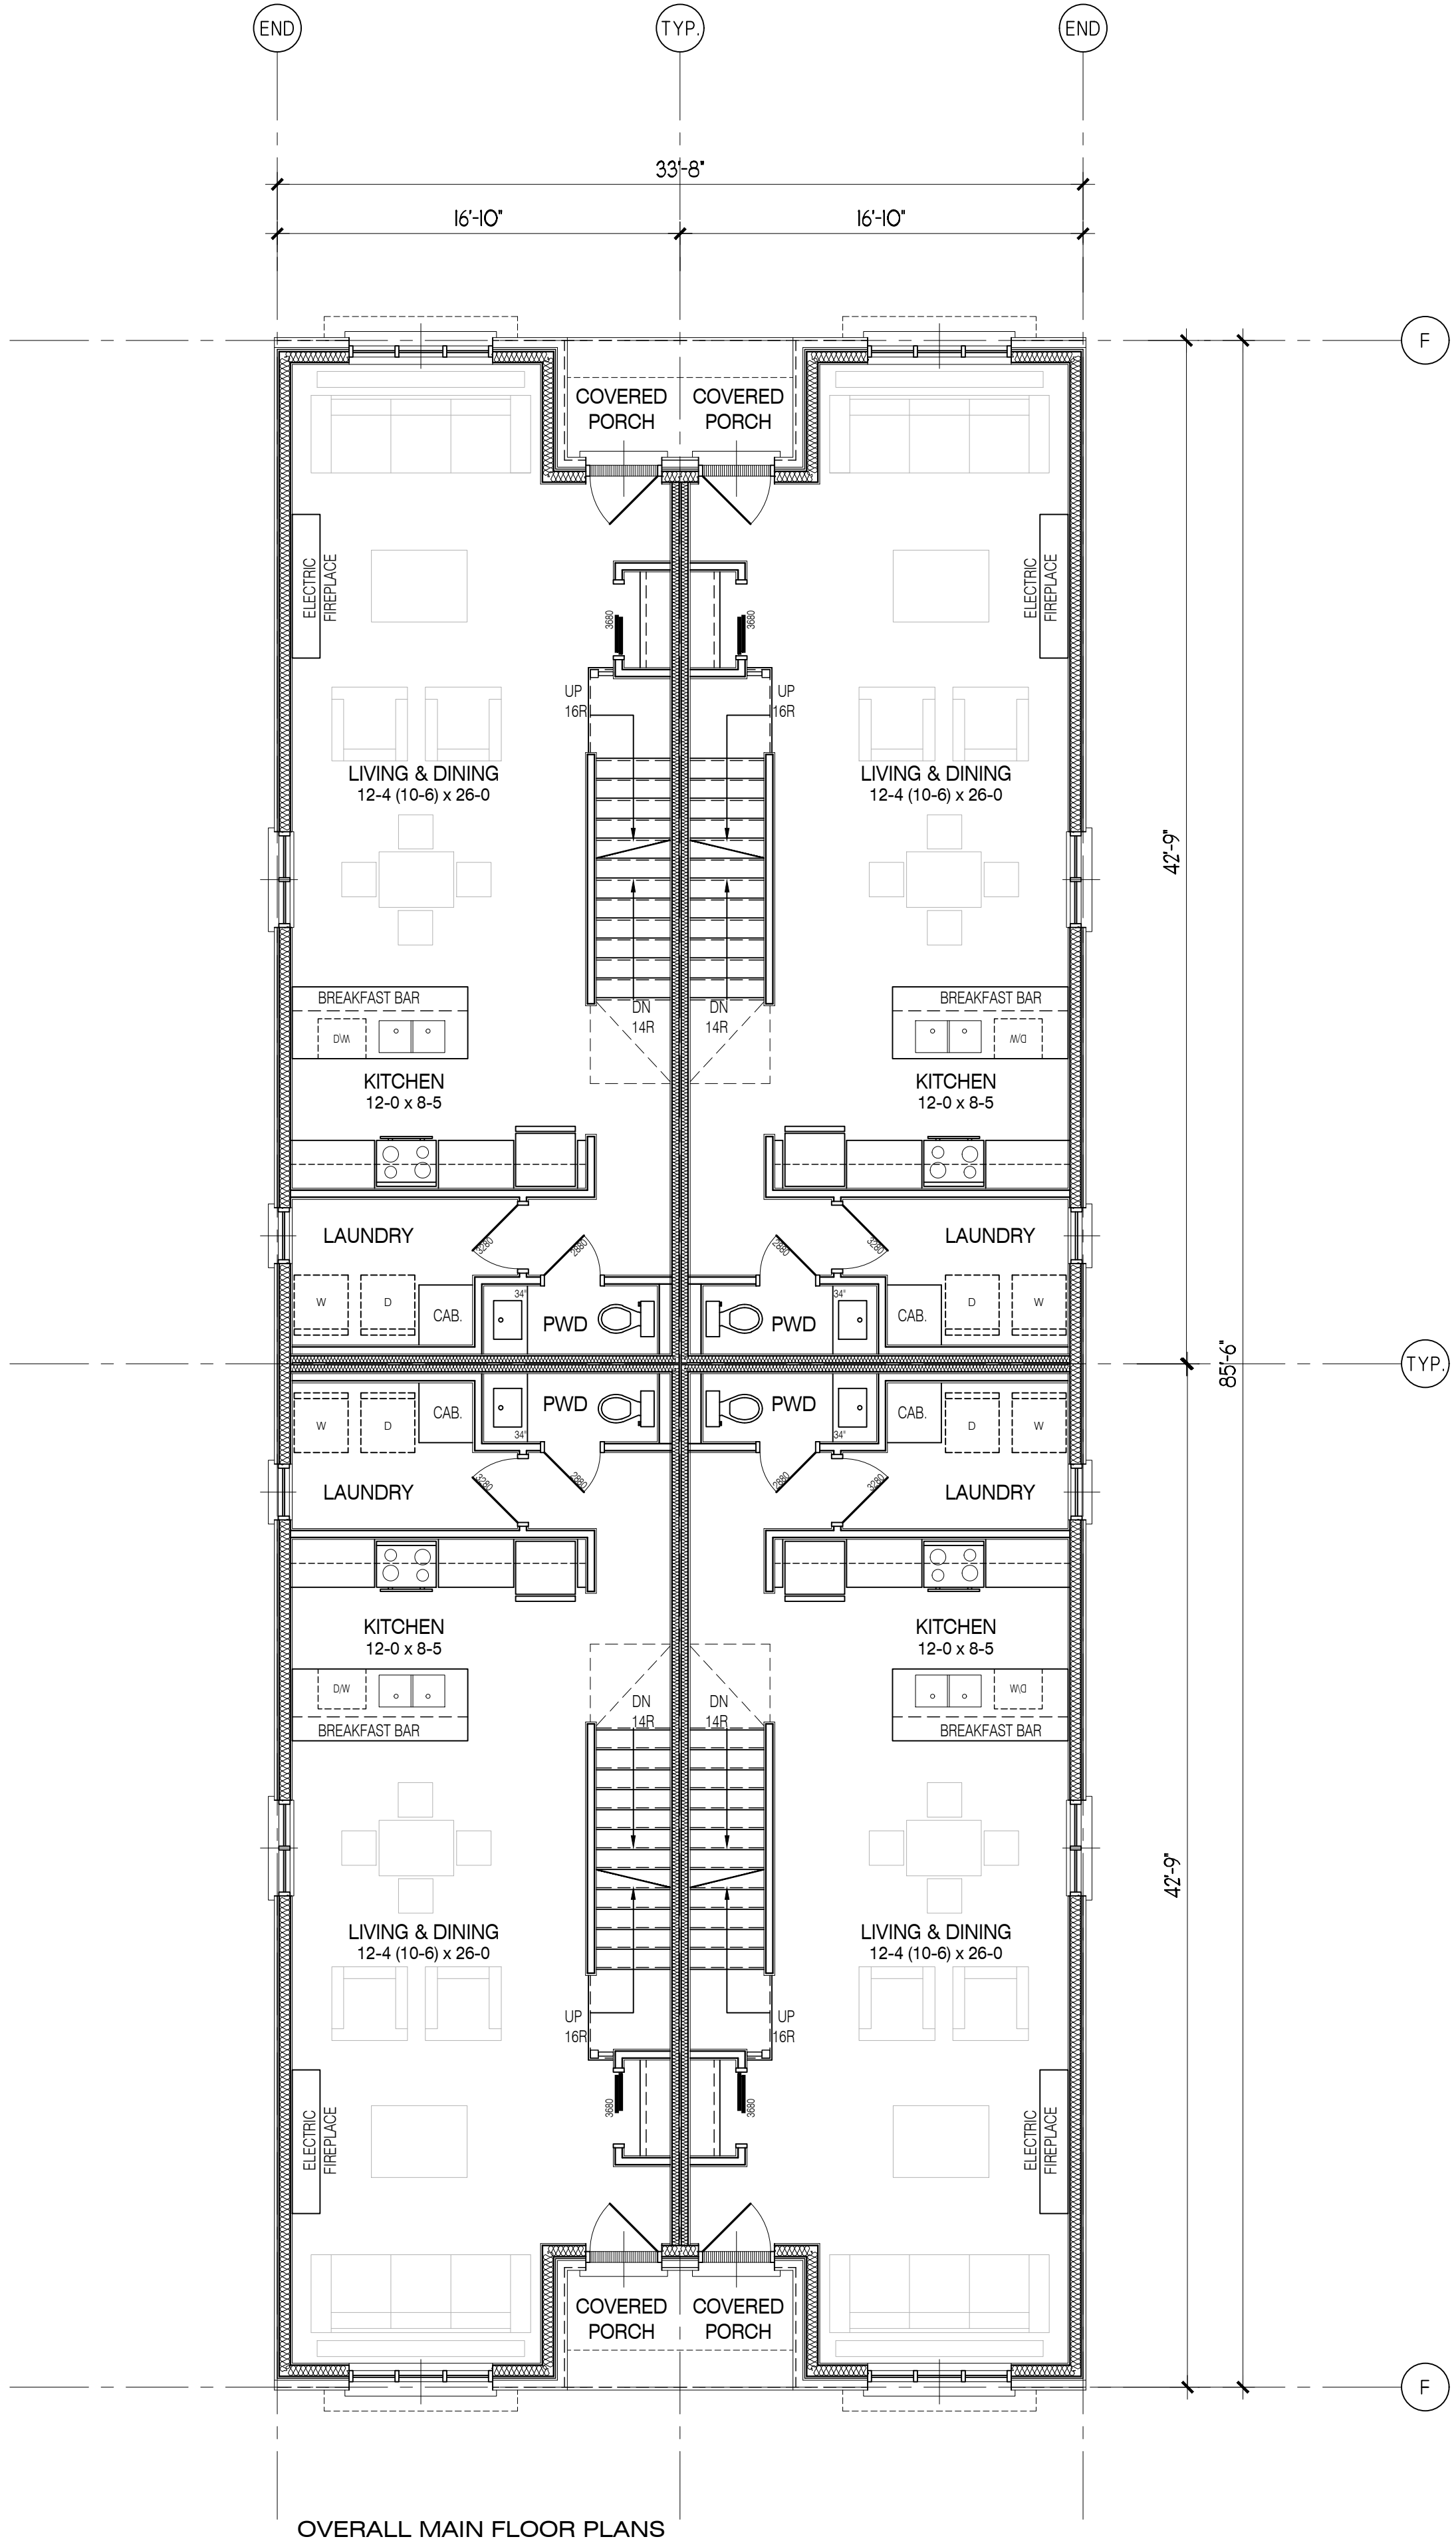 END TYP. END
33'-8"
16'-10" 16'-10"
F
COVERED COVERED
PORCH PORCH
ELECTRIC
FIREPLACE
3680 3680
ELECTRIC
FIREPLACE
UP UP
16R 16R
LIVING & DINING LIVING & DINING
12-4 (10-6) x 26-0 12-4 (10-6) x 26-0
42'-9"
BREAKFAST BAR BREAKFAST BAR
DN DN
14R 14R
D/W D/W
KITCHEN KITCHEN
12-0 x 8-5 12-0 x 8-5
LAUNDRY LAUNDRY
3280 2880 2880 3280
34" 34"
W D CAB. PWD PWD CAB. D W
85'-6"
TYP.
W D CAB. PWD PWD CAB. D W
34" 34"
3280 2880 2880 3280
LAUNDRY LAUNDRY
KITCHEN KITCHEN
12-0 x 8-5 12-0 x 8-5
D/W D/W
DN DN
14R 14R
BREAKFAST BAR BREAKFAST BAR
42'-9"
LIVING & DINING LIVING & DINING
12-4 (10-6) x 26-0 12-4 (10-6) x 26-0
UP UP
16R 16R
3680 3680
ELECTRIC
FIREPLACE
ELECTRIC
FIREPLACE
COVERED COVERED
PORCH PORCH
F
OVERALL MAIN FLOOR PLANS